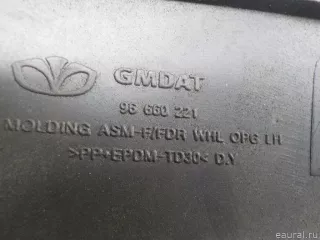 GMDAT
96 660 221
MOLDING ASM-F/FDR WHL OPG LH
>PP+EPDM-TD30< D.Y
eaural.ru